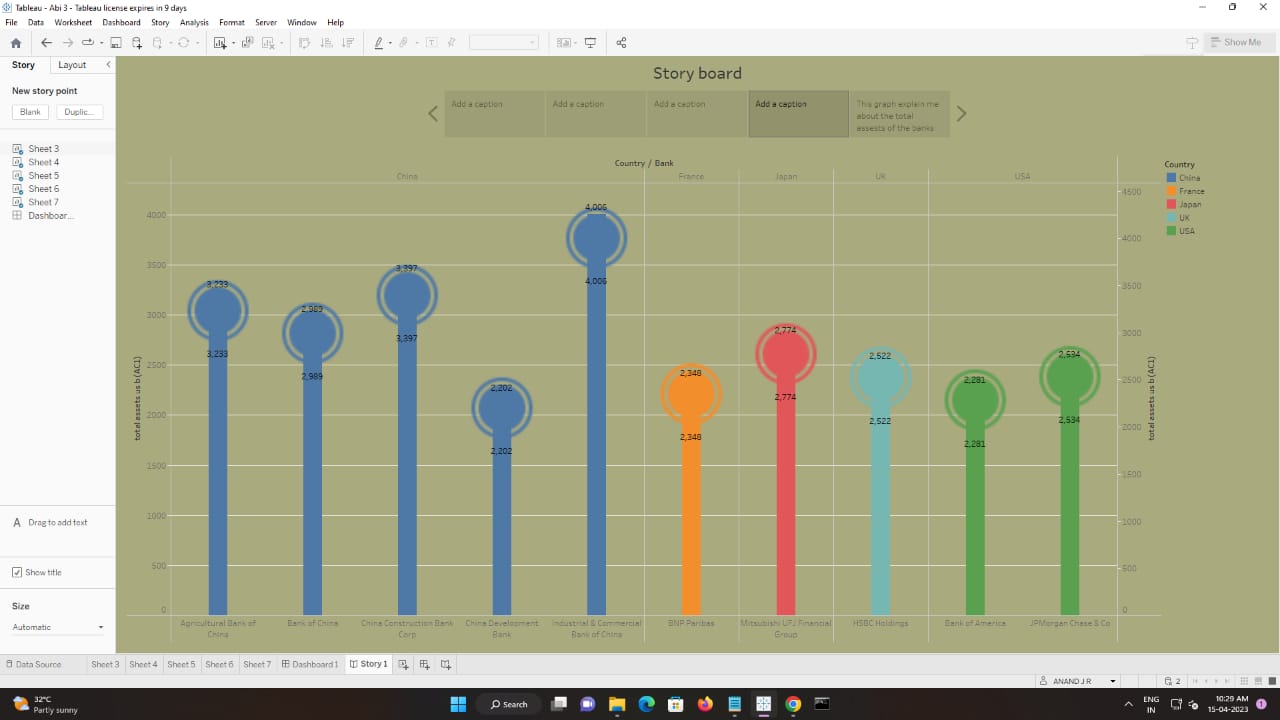 Tableau - Abi 3 - Tableau license expires in 9 days
File Data Worksheet Dashboard Story Analysis Format Server Window Help
Show Me
Story Layout
New story point
Blank Duplic...
Sheet 3
Sheet 4
Sheet 5
Sheet 6
Sheet 7
Dashboar...
A Drag to add text
Show title
Size
Automatic
Story board
Add a caption
Add a caption
Add a caption
Add a caption
This graph explain me
about the total
assests of the banks
Country / Bank
China France Japan UK USA
total assets us b (AC1)
4000
3500
3000
2500
2000
1500
1000
500
0
3,233
3,233
2,989
2,989
3,397
3,397
2,202
2,202
4,006
4,006
2,348
2,348
2,774
2,774
2,522
2,522
2,281
2,281
2,534
2,534
4500
4000
3500
3000
2500
2000
1500
1000
500
0
total assets us b (AC1)
Agricultural Bank of
China
Bank of China
China Construction Bank
Corp
China Development
Bank
Industrial & Commercial
Bank of China
BNP Paribas
Mitsubishi UFJ Financial
Group
HSBC Holdings
Bank of America
JPMorgan Chase & Co
Country
China
France
Japan
UK
USA
Data Source Sheet 3 Sheet 4 Sheet 5 Sheet 6 Sheet 7 Dashboard 1 Story 1
ANAND J R 2
32°C
Partly sunny
Search
ENG
IN
10:29 AM
15-04-2023
1